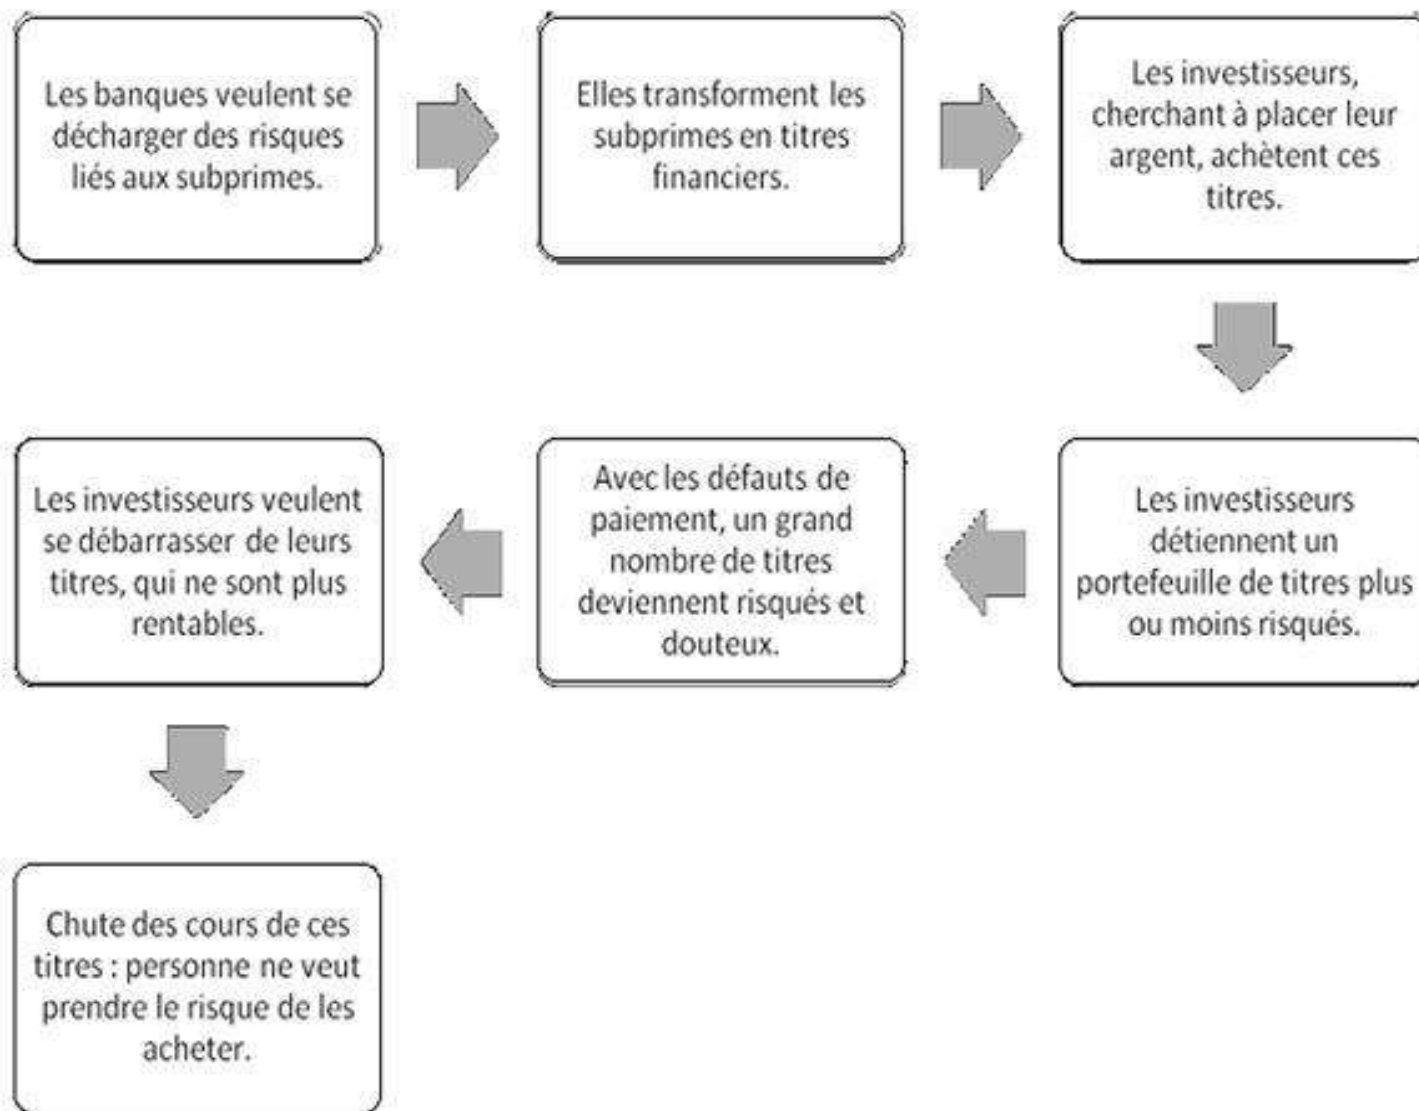 Les banques veulent se
décharger des risques
liés aux subprimes.
Elles transforment les
subprimes en titres
financiers.
Les investisseurs,
cherchant à placer leur
argent, achètent ces
titres.
Les investisseurs
détiennent un
portefeuille de titres plus
ou moins risqués.
Avec les défauts de
paiement, un grand
nombre de titres
deviennent risqués et
douteux.
Les investisseurs veulent
se débarrasser de leurs
titres, qui ne sont plus
rentables.
Chute des cours de ces
titres : personne ne veut
prendre le risque de les
acheter.